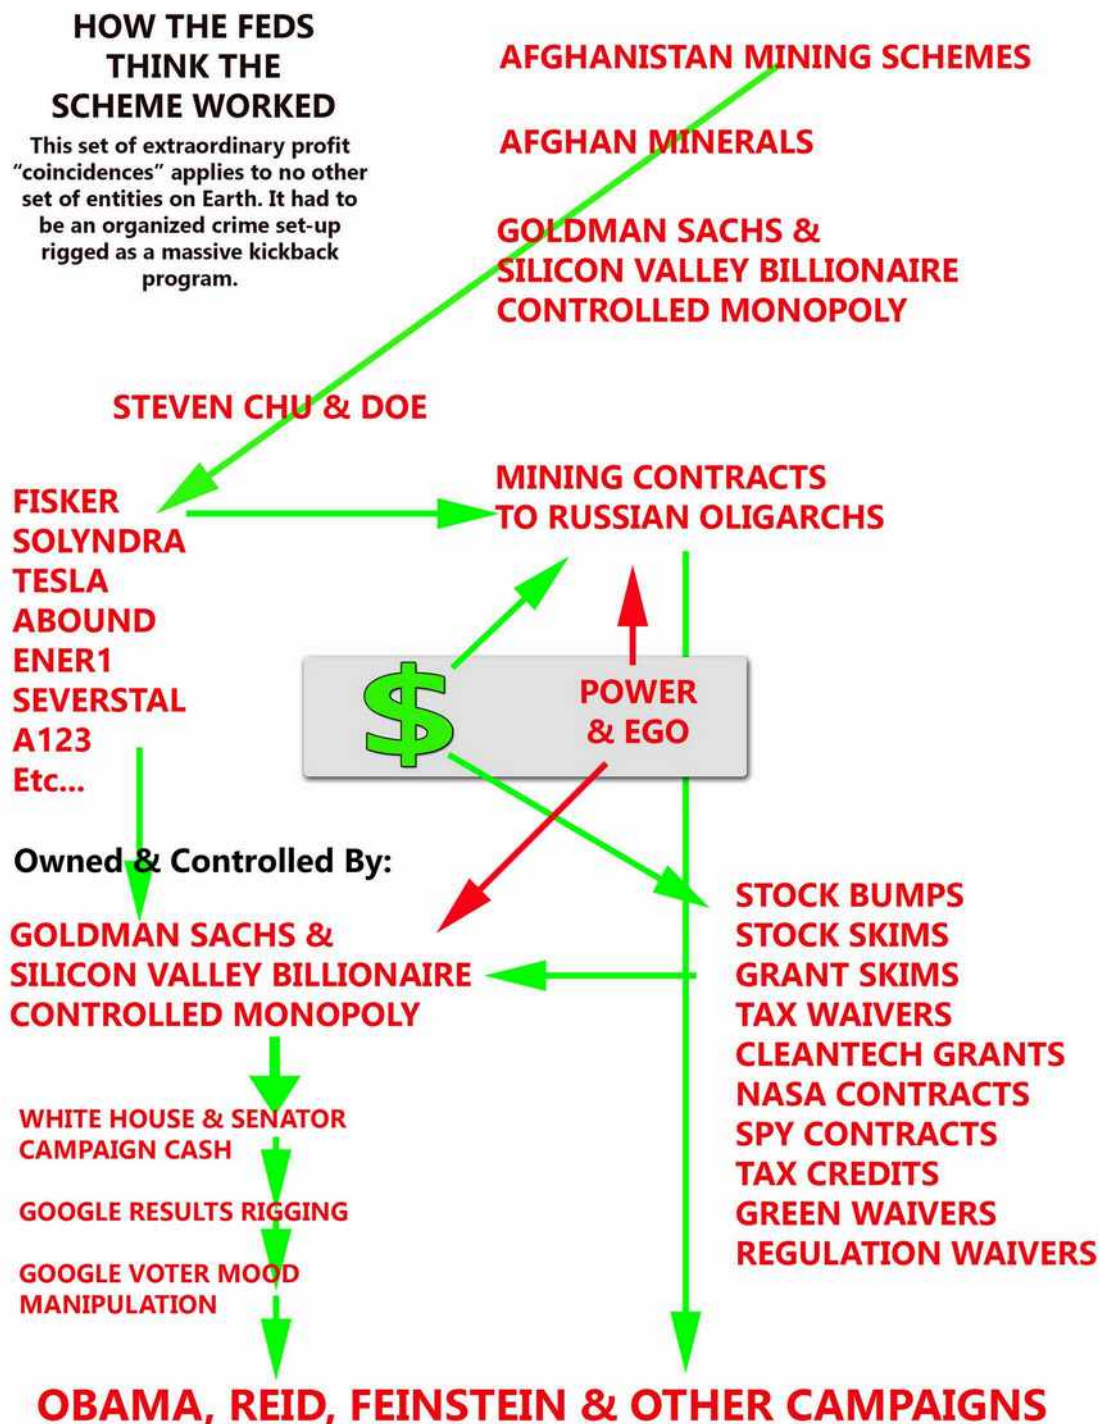 HOW THE FEDS
THINK THE
SCHEME WORKED
This set of extraordinary profit
“coincidences” applies to no other
set of entities on Earth. It had to
be an organized crime set-up
rigged as a massive kickback
program.
AFGHANISTAN MINING SCHEMES
AFGHAN MINERALS
GOLDMAN SACHS &
SILICON VALLEY BILLIONAIRE
CONTROLLED MONOPOLY
STEVEN CHU & DOE
FISKER
SOLYNDRA
TESLA
ABOUND
ENER1
SEVERSTAL
A123
Etc...
MINING CONTRACTS
TO RUSSIAN OLIGARCHS
$
POWER
& EGO
Owned & Controlled By:
GOLDMAN SACHS &
SILICON VALLEY BILLIONAIRE
CONTROLLED MONOPOLY
STOCK BUMPS
STOCK SKIMS
GRANT SKIMS
TAX WAIVERS
CLEANTECH GRANTS
NASA CONTRACTS
SPY CONTRACTS
TAX CREDITS
GREEN WAIVERS
REGULATION WAIVERS
WHITE HOUSE & SENATOR
CAMPAIGN CASH
GOOGLE RESULTS RIGGING
GOOGLE VOTER MOOD
MANIPULATION
OBAMA, REID, FEINSTEIN & OTHER CAMPAIGNS